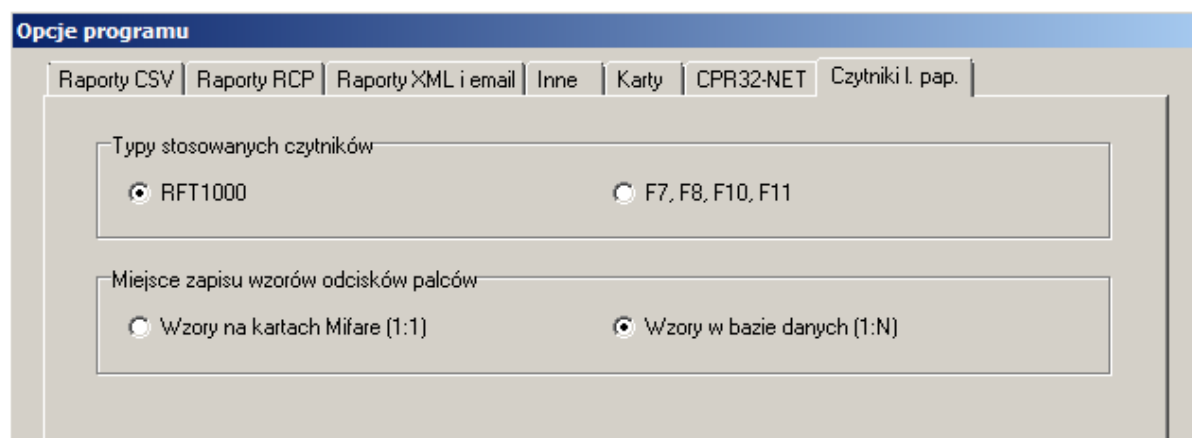 Opcje programu
Raporty CSV Raporty RCP Raporty XML i email Inne Karty CPR32-NET Czytniki l. pap.
Typy stosowanych czytników
RFT1000 F7, F8, F10, F11
Miejsce zapisu wzorów odcisków palców
Wzory na kartach Mifare (1:1) Wzory w bazie danych (1:N)